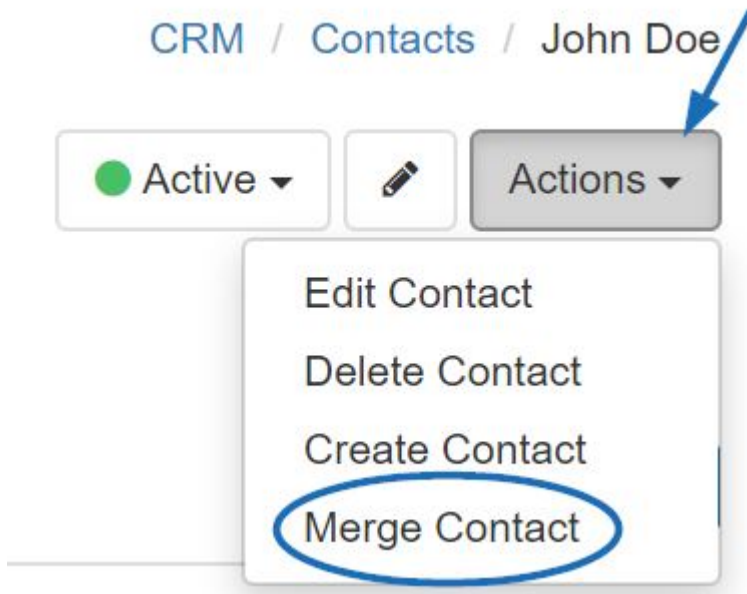 CRM / Contacts / John Doe
Active Actions
Edit Contact
Delete Contact
Create Contact
Merge Contact